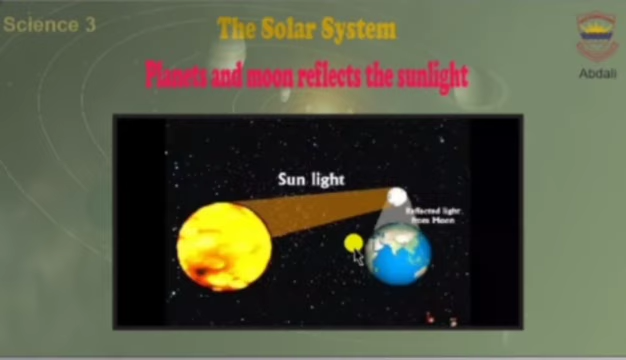 Science 3
The Solar System
Abdali
Planets and moon reflects the sunlight
Sun light
Reflected light
from Moon